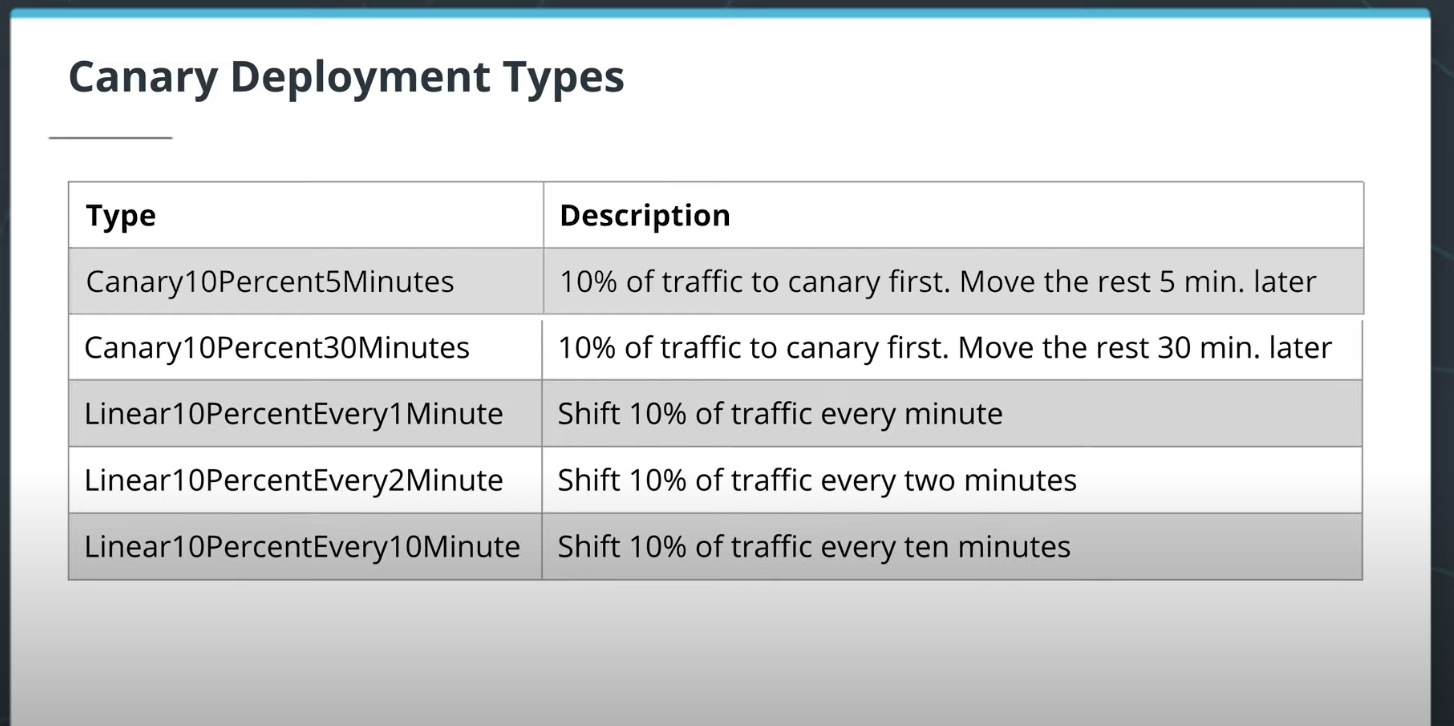 Canary Deployment Types
Type Description
Canary10Percent5Minutes 10% of traffic to canary first. Move the rest 5 min. later
Canary10Percent30Minutes 10% of traffic to canary first. Move the rest 30 min. later
Linear10PercentEvery1Minute Shift 10% of traffic every minute
Linear10PercentEvery2Minute Shift 10% of traffic every two minutes
Linear10PercentEvery10Minute Shift 10% of traffic every ten minutes